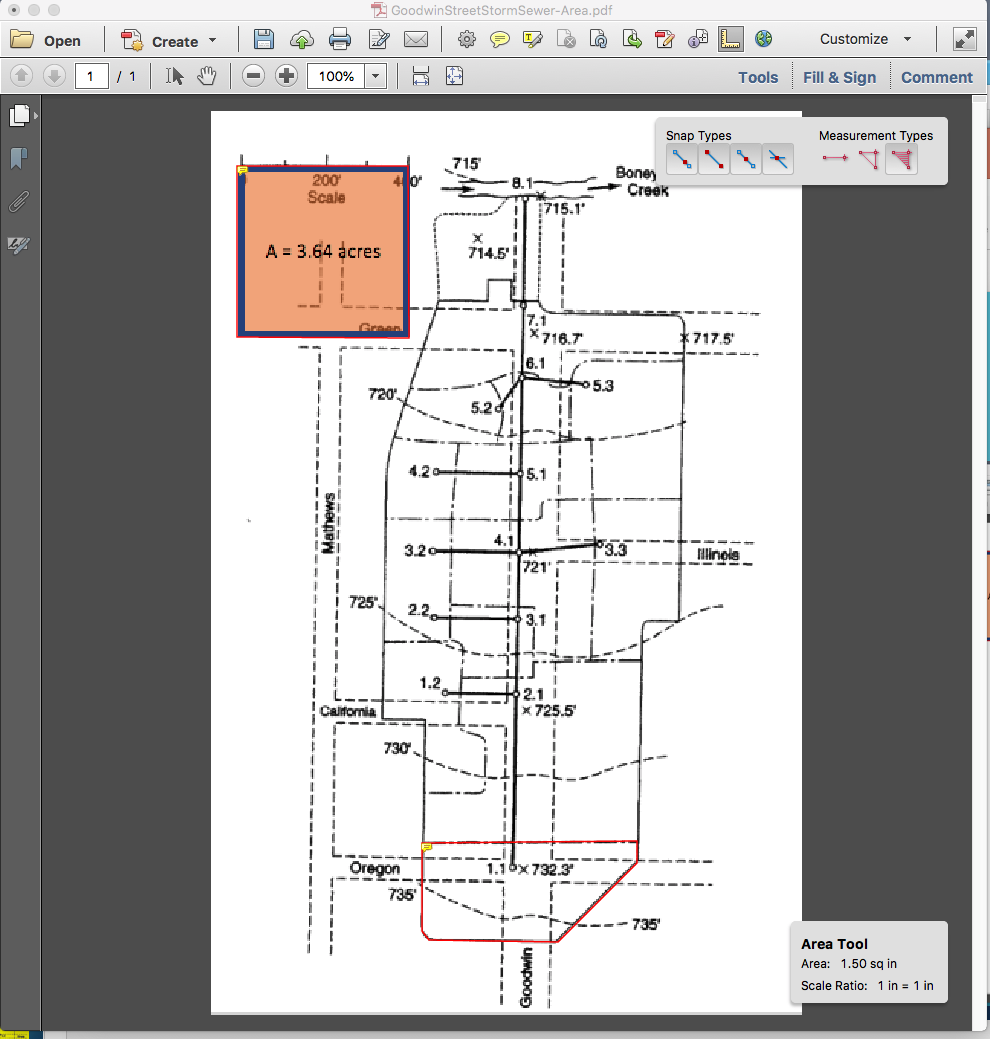 GoodwinStreetStormSewer-Area.pdf
Open
Create
Customize
1 / 1
100%
Tools
Fill & Sign
Comment
Snap Types
Measurement Types
200'
400'
Scale
A = 3.64 acres
Green
715'
8.1
Boney
Creek
715.1'
714.5'
7.1
716.7'
717.5'
6.1
720'
5.2
5.3
4.2
5.1
Mathews
4.1
3.2
3.3
721'
Illinois
725'
2.2
3.1
1.2
2.1
California
725.5'
730'
Oregon
1.1
732.3'
735'
735'
Goodwin
Area Tool
Area: 1.50 sq in
Scale Ratio: 1 in = 1 in